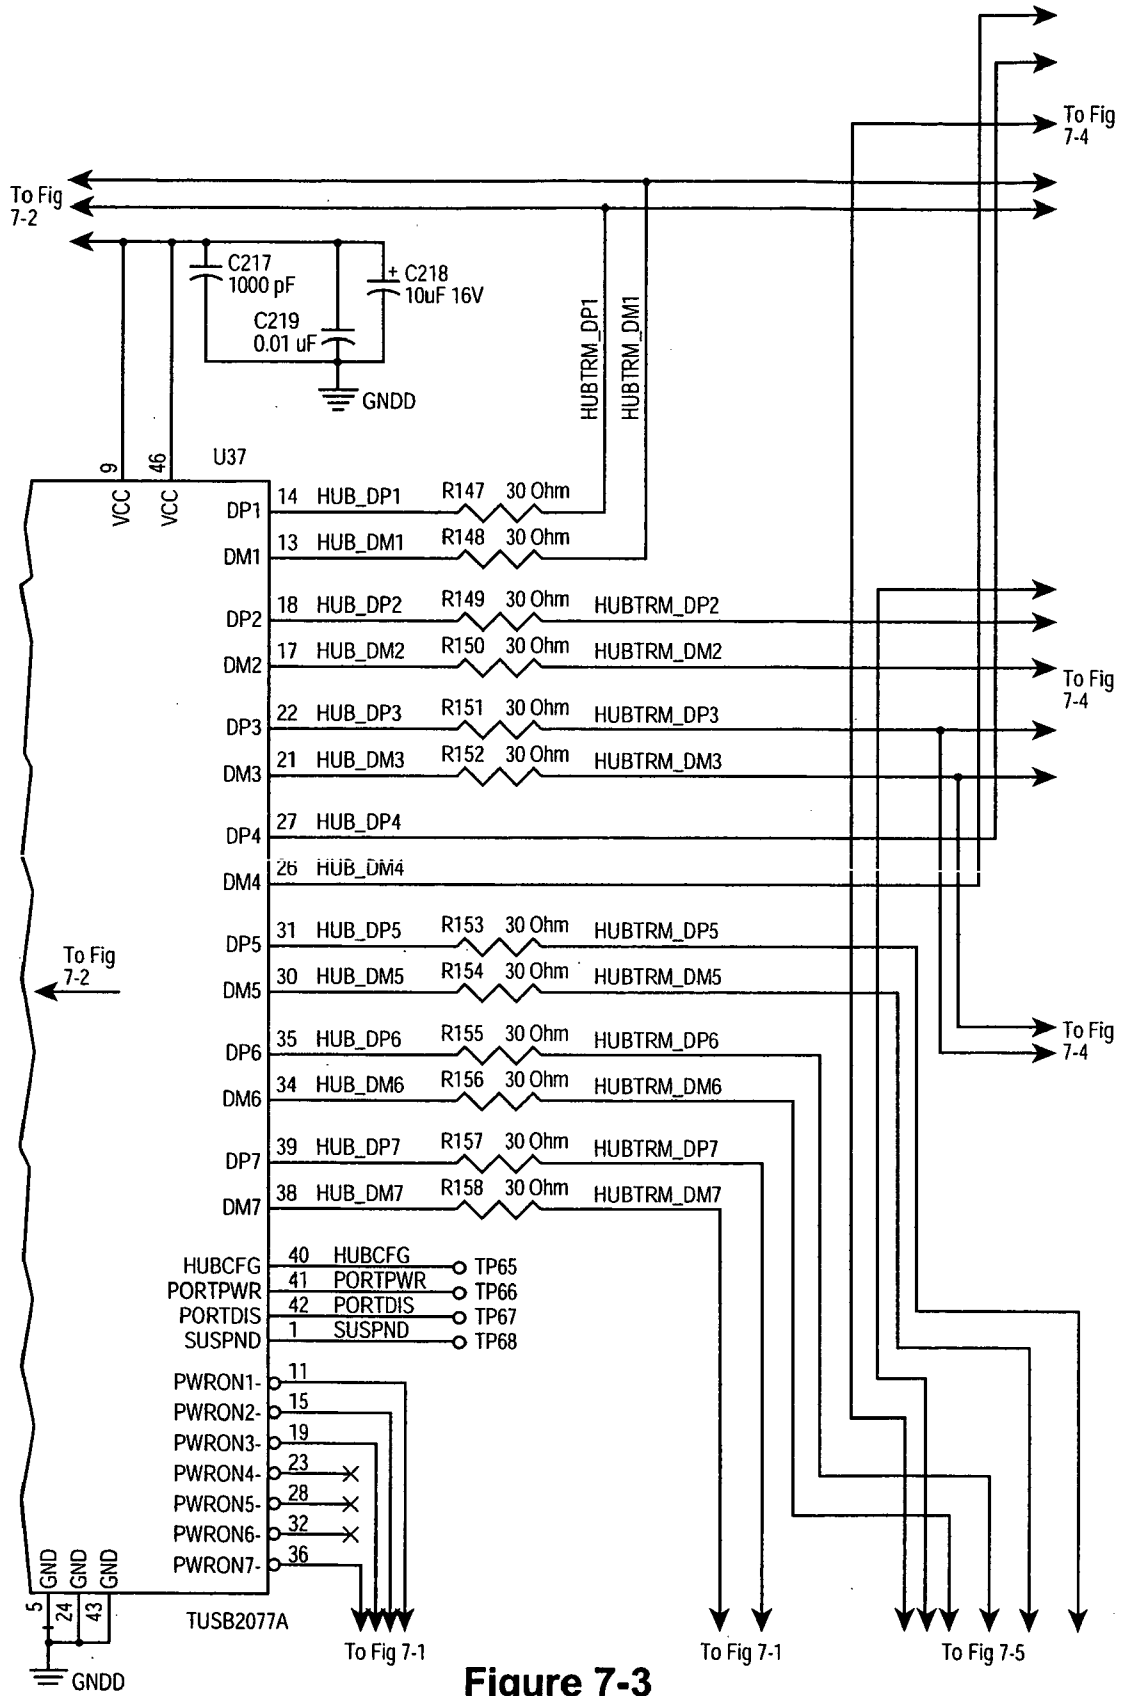 To Fig
7-4
To Fig
7-2
C217
1000 pF
+ C218
10uF 16V
C219
0.01 uF
GNDD
HUBTRM_DP1
HUBTRM_DM1
9
46
U37
VCC
VCC
DP1 14 HUB_DP1 R147 30 Ohm
DM1 13 HUB_DM1 R148 30 Ohm
DP2 18 HUB_DP2 R149 30 Ohm HUBTRM_DP2
DM2 17 HUB_DM2 R150 30 Ohm HUBTRM_DM2
To Fig
7-4
DP3 22 HUB_DP3 R151 30 Ohm HUBTRM_DP3
DM3 21 HUB_DM3 R152 30 Ohm HUBTRM_DM3
DP4 27 HUB_DP4
DM4 26 HUB_DM4
DP5 31 HUB_DP5 R153 30 Ohm HUBTRM_DP5
To Fig
7-2
DM5 30 HUB_DM5 R154 30 Ohm HUBTRM_DM5
DP6 35 HUB_DP6 R155 30 Ohm HUBTRM_DP6
To Fig
7-4
DM6 34 HUB_DM6 R156 30 Ohm HUBTRM_DM6
DP7 39 HUB_DP7 R157 30 Ohm HUBTRM_DP7
DM7 38 HUB_DM7 R158 30 Ohm HUBTRM_DM7
HUBCFG 40 HUBCFG TP65
PORTPWR 41 PORTPWR TP66
PORTDIS 42 PORTDIS TP67
SUSPND 1 SUSPND TP68
PWRON1- 11
PWRON2- 15
PWRON3- 19
PWRON4- 23
PWRON5- 28
PWRON6- 32
PWRON7- 36
GND
GND
GND
5
24
43
TUSB2077A
GNDD
To Fig 7-1
To Fig 7-1
To Fig 7-5
Figure 7-3